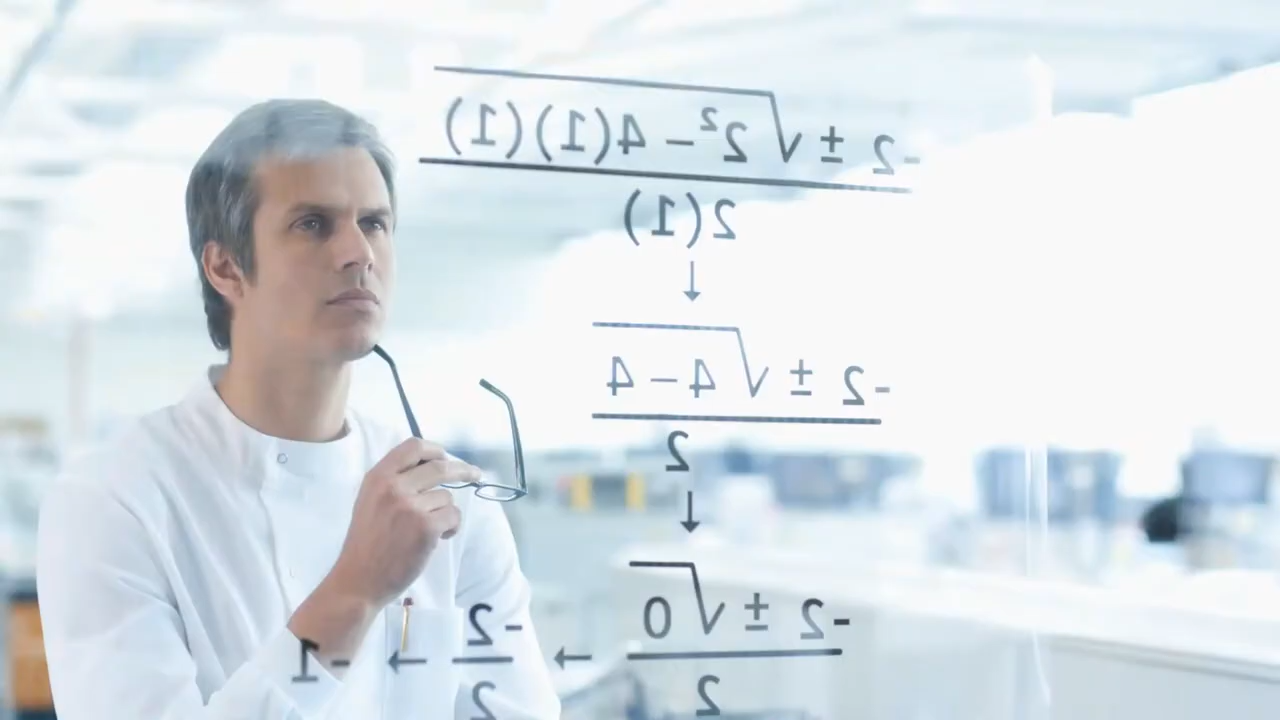 -2 ± √2² - 4(1)(1)
2(1)
↓
-2 ± √4 - 4
2
↓
-2 ± √0
2
→ -2
2
→ -1